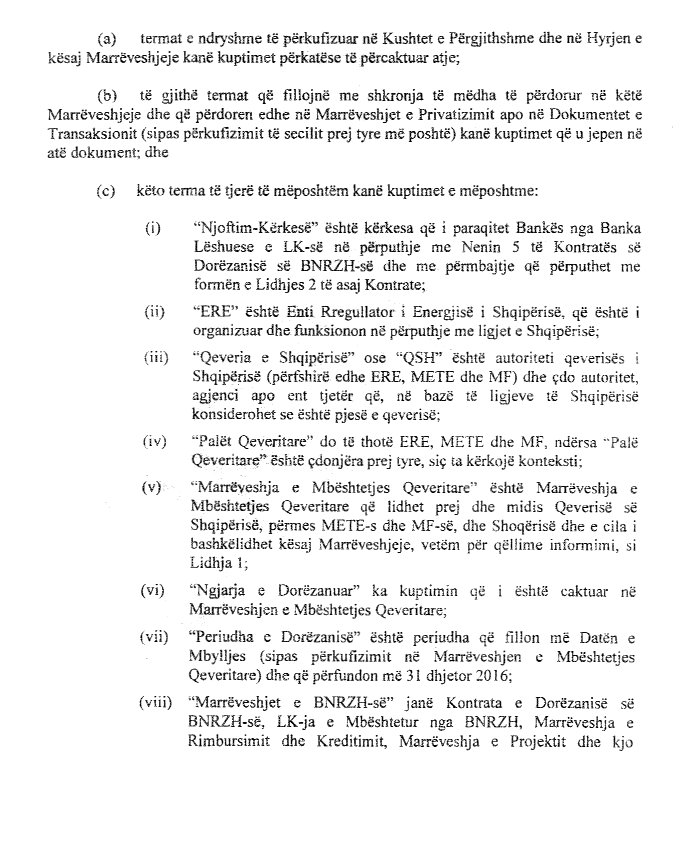 (a) termat e ndryshme të përkufizuar në Kushtet e Përgjithshme dhe në Hyrjen e
kësaj Marrëveshjeje kanë kuptimet përkatëse të përcaktuar atje;
(b) të gjithë termat që fillojnë me shkronja të mëdha të përdorur në këtë
Marrëveshjeje dhe që përdoren edhe në Marrëveshjet e Privatizimit apo në Dokumentet e
Transaksionit (sipas përkufizimit të secilit prej tyre më poshtë) kanë kuptimet që u jepen në
atë dokument; dhe
(c) këto terma të tjerë të mëposhtëm kanë kuptimet e mëposhtme:
(i) “Njoftim-Kërkesë” është kërkesa që i paraqitet Bankës nga Banka
Lëshuese e LK-së në përputhje me Nenin 5 të Kontratës së
Dorëzanisë së BNRZH-së dhe me përmbajtje që përputhet me
formën e Lidhjes 2 të asaj Kontrate;
(ii) “ERE” është Enti Rregullator i Energjisë i Shqipërisë, që është i
organizuar dhe funksionon në përputhje me ligjet e Shqipërisë;
(iii) “Qeveria e Shqipërisë” ose “QSH” është autoriteti qeverisës i
Shqipërisë (përfshirë edhe ERE, METE dhe MF) dhe çdo autoritet,
agjenci apo ent tjetër që, në bazë të ligjeve të Shqipërisë
konsiderohet se është pjesë e qeverisë;
(iv) “Palët Qeveritare” do të thotë ERE, METE dhe MF, ndërsa “Palë
Qeveritare” është çdonjëra prej tyre, siç ta kërkojë konteksti;
(v) “Marrëveshja e Mbështetjes Qeveritare” është Marrëveshja e
Mbështetjes Qeveritare që lidhet prej dhe midis Qeverisë së
Shqipërisë, përmes METE-s dhe MF-së, dhe Shoqërisë dhe e cila i
bashkëlidhet kësaj Marrëveshjeje, vetëm për qëllime informimi, si
Lidhja 1;
(vi) “Ngjarja e Dorëzanuar” ka kuptimin që i është caktuar në
Marrëveshjen e Mbështetjes Qeveritare;
(vii) “Periudha e Dorëzanisë” është periudha që fillon më Datën e
Mbylljes (sipas përkufizimit në Marrëveshjen e Mbështetjes
Qeveritare) dhe që përfundon më 31 dhjetor 2016;
(viii) “Marrëveshjet e BNRZH-së” janë Kontrata e Dorëzanisë së
BNRZH-së, LK-ja e Mbështetur nga BNRZH, Marrëveshja e
Rimbursimit dhe Kreditimit, Marrëveshja e Projektit dhe kjo